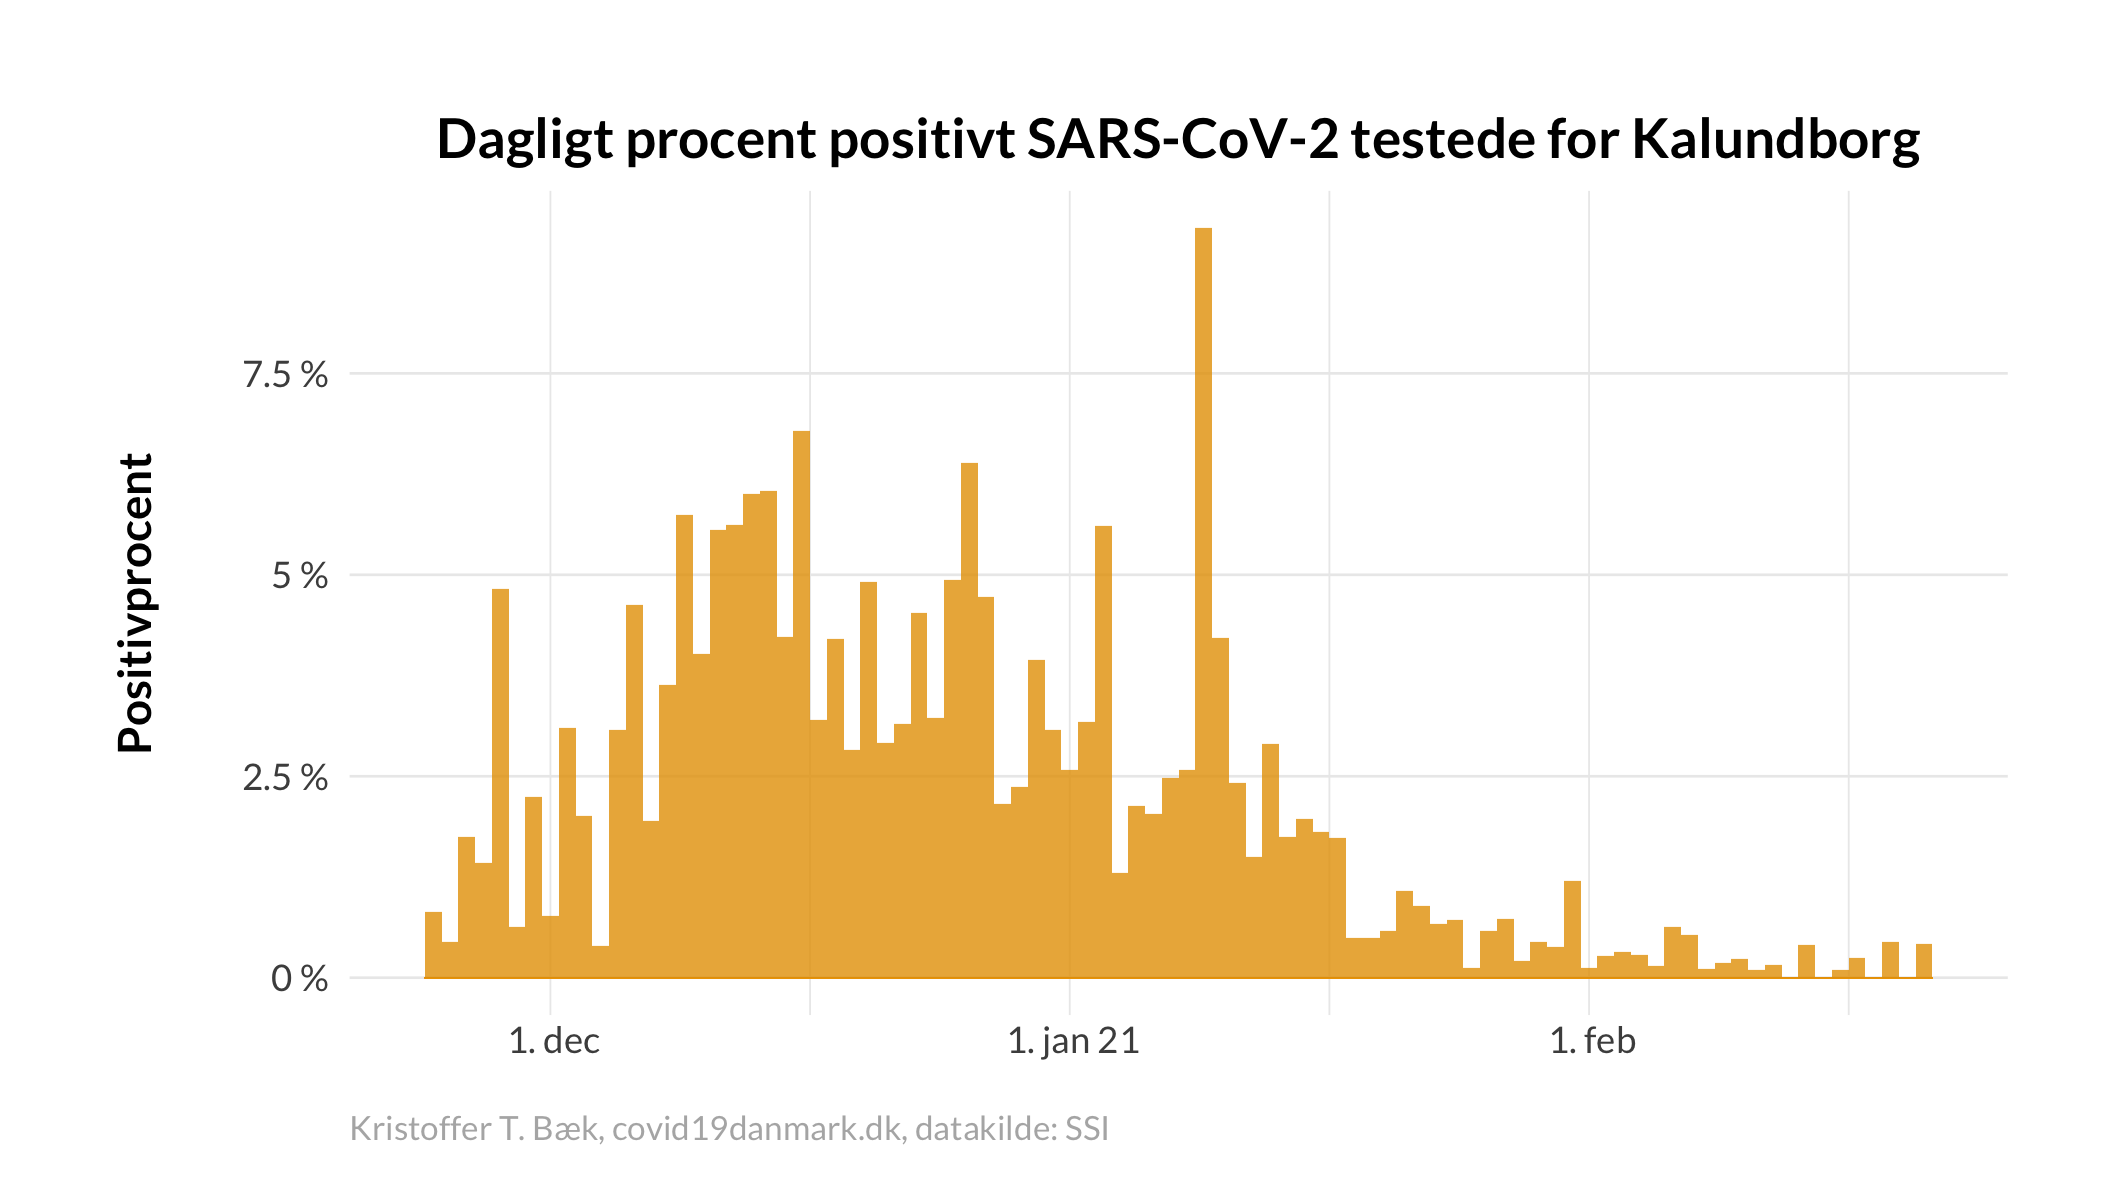 Dagligt procent positivt SARS-CoV-2 testede for Kalundborg
Positivprocent
7.5 %
5 %
2.5 %
0 %
1. dec
1. jan 21
1. feb
Kristoffer T. Bæk, covid19danmark.dk, datakilde: SSI